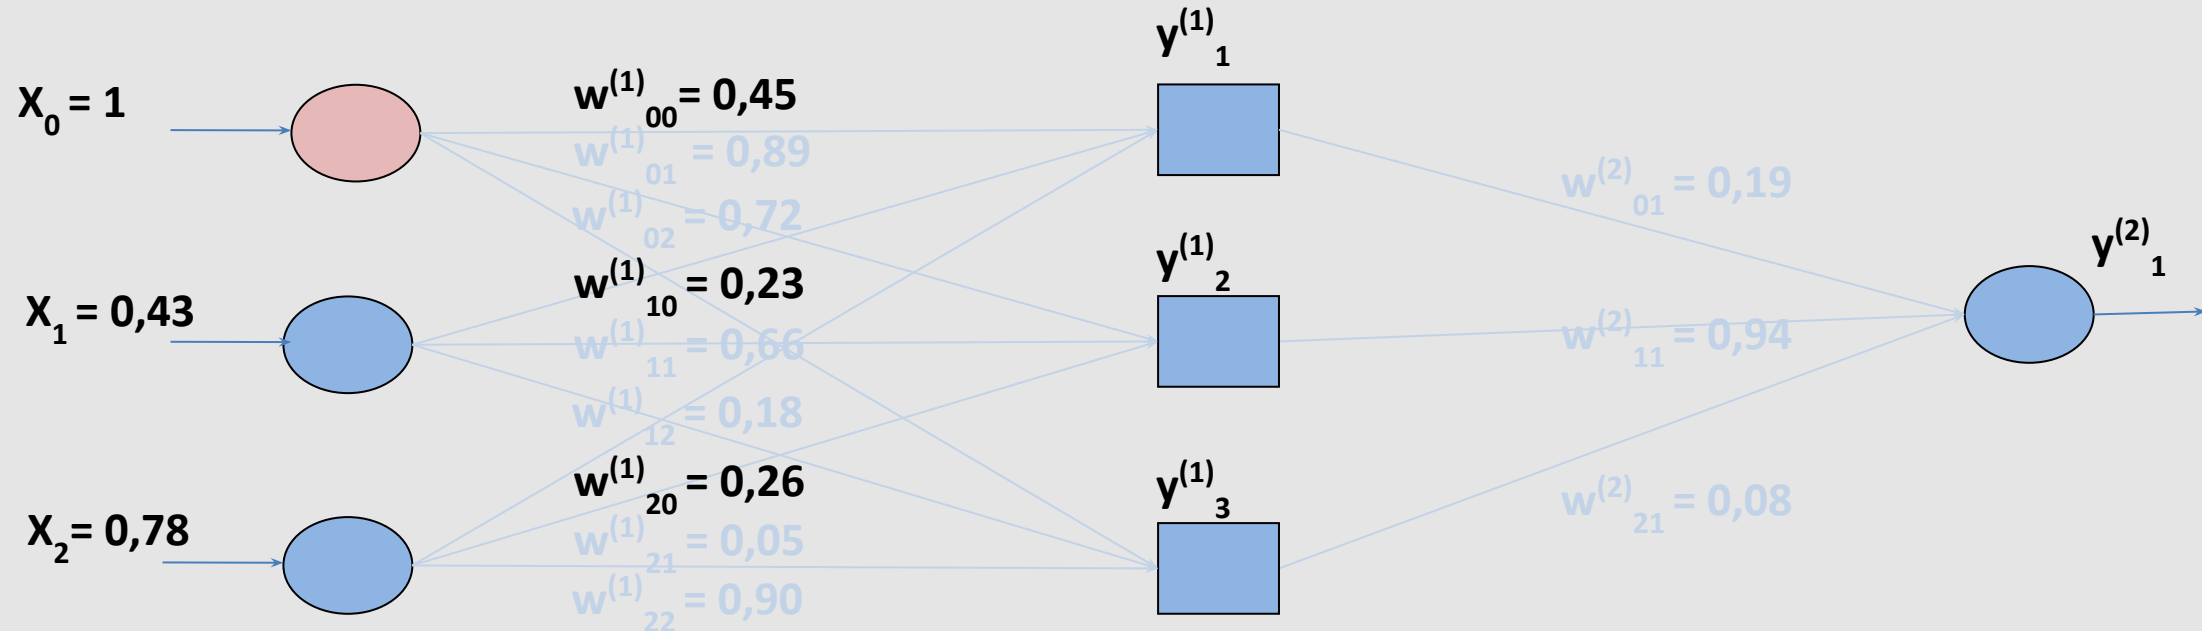 y(1)1
X0 = 1
w(1)00= 0,45
w(1)01 = 0,89
w(1)02 = 0,72
w(2)01 = 0,19
y(1)2
y(2)1
X1 = 0,43
w(1)10 = 0,23
w(1)11 = 0,66
w(2)11 = 0,94
w(1)12 = 0,18
y(1)3
X2= 0,78
w(1)20 = 0,26
w(2)21 = 0,08
w(1)21 = 0,05
w(1)22 = 0,90